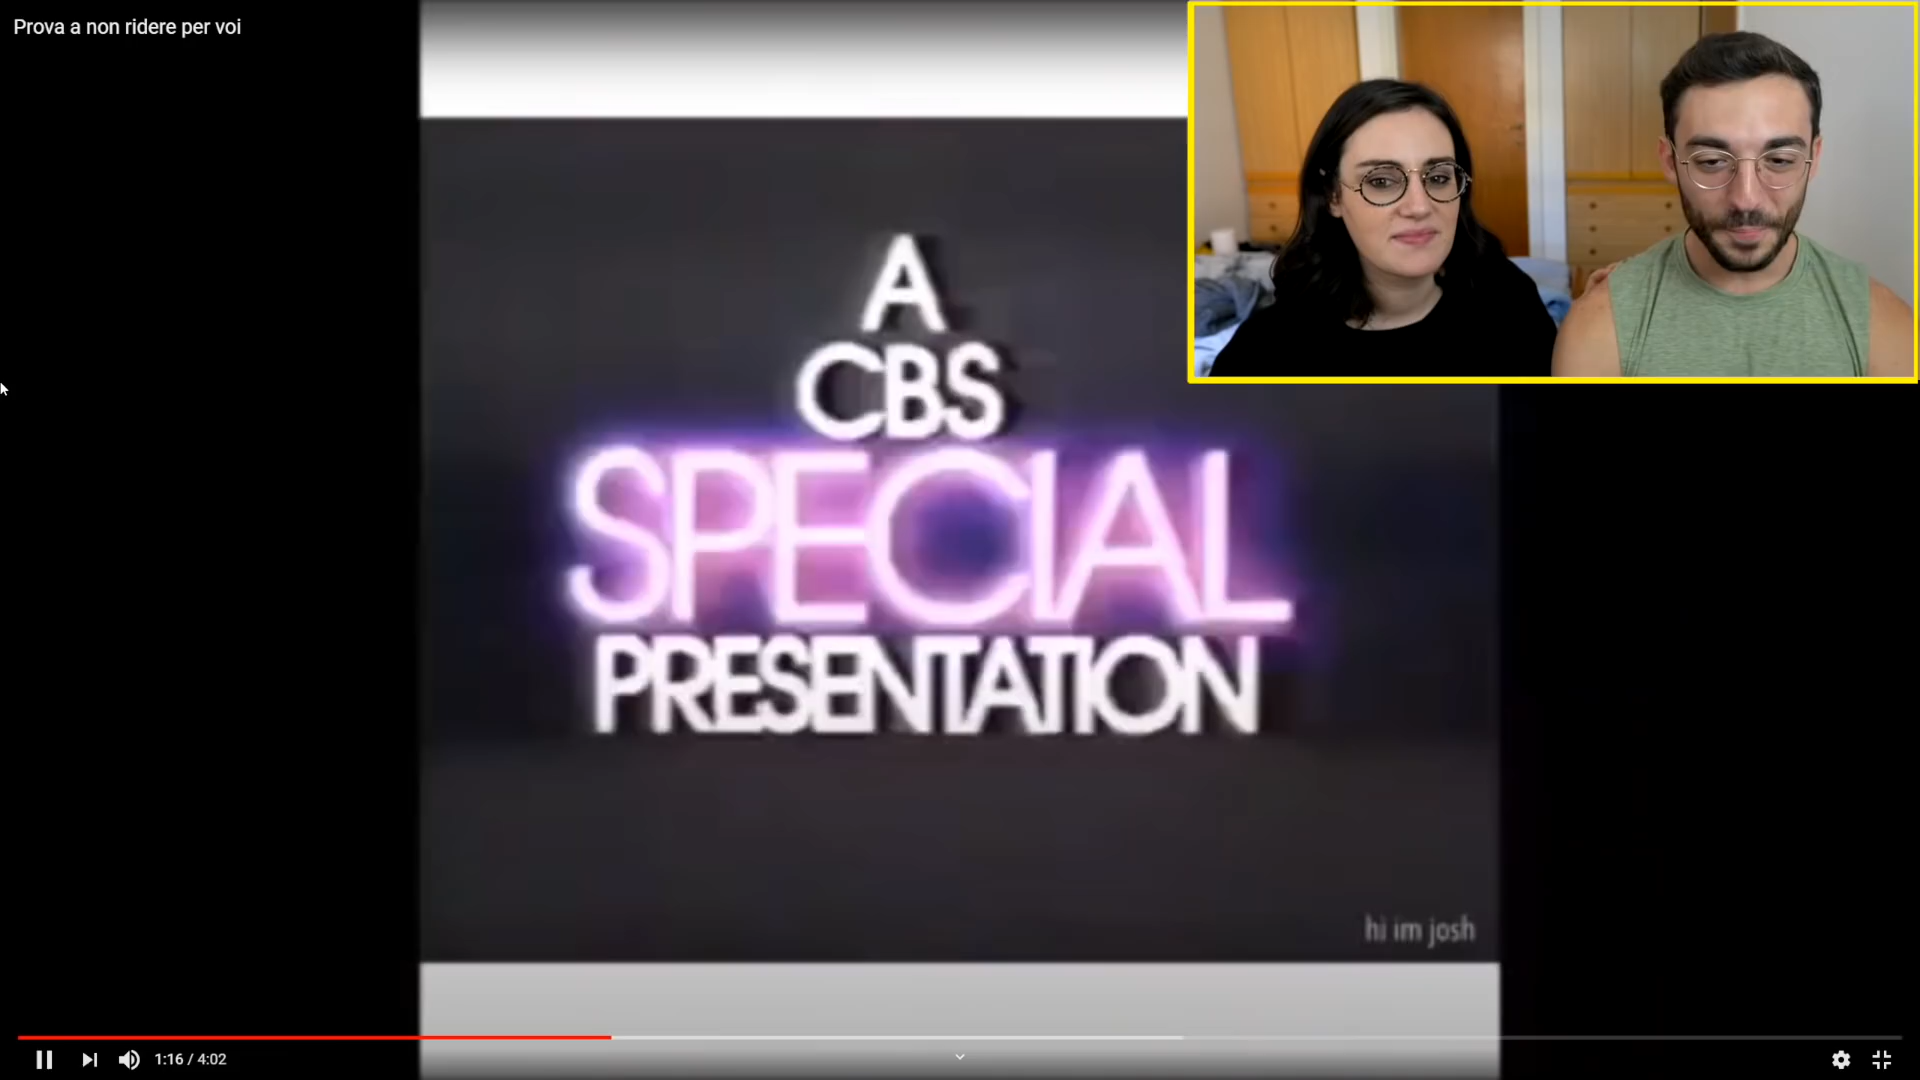 Prova a non ridere per voi
A
CBS
SPECIAL
PRESENTATION
hi im josh
1:16 / 4:02